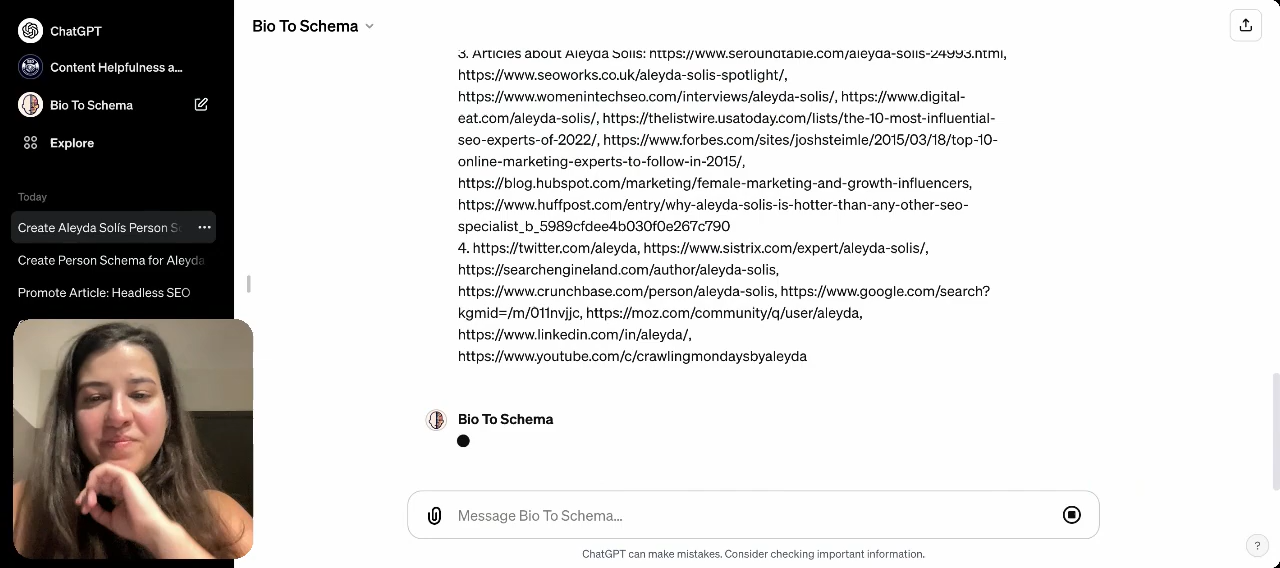 ChatGPT
Content Helpfulness a...
Bio To Schema
Explore
Today
Create Aleyda Solís Person S
Create Person Schema for Aleyda
Promote Article: Headless SEO
Bio To Schema
3. Articles about Aleyda Solis: https://www.seroundtable.com/aleyda-solis-24993.html,
https://www.seoworks.co.uk/aleyda-solis-spotlight/,
https://www.womenintechseo.com/interviews/aleyda-solis/, https://www.digital-
eat.com/aleyda-solis/, https://thelistwire.usatoday.com/lists/the-10-most-influential-
seo-experts-of-2022/, https://www.forbes.com/sites/joshsteimle/2015/03/18/top-10-
online-marketing-experts-to-follow-in-2015/,
https://blog.hubspot.com/marketing/female-marketing-and-growth-influencers,
https://www.huffpost.com/entry/why-aleyda-solis-is-hotter-than-any-other-seo-
specialist_b_5989cfdee4b030f0e267c790
4. https://twitter.com/aleyda, https://www.sistrix.com/expert/aleyda-solis/,
https://searchengineland.com/author/aleyda-solis,
https://www.crunchbase.com/person/aleyda-solis, https://www.google.com/search?
kgmid=/m/011nvjjc, https://moz.com/community/q/user/aleyda,
https://www.linkedin.com/in/aleyda/,
https://www.youtube.com/c/crawlingmondaysbyaleyda
Bio To Schema
Message Bio To Schema...
ChatGPT can make mistakes. Consider checking important information.
?